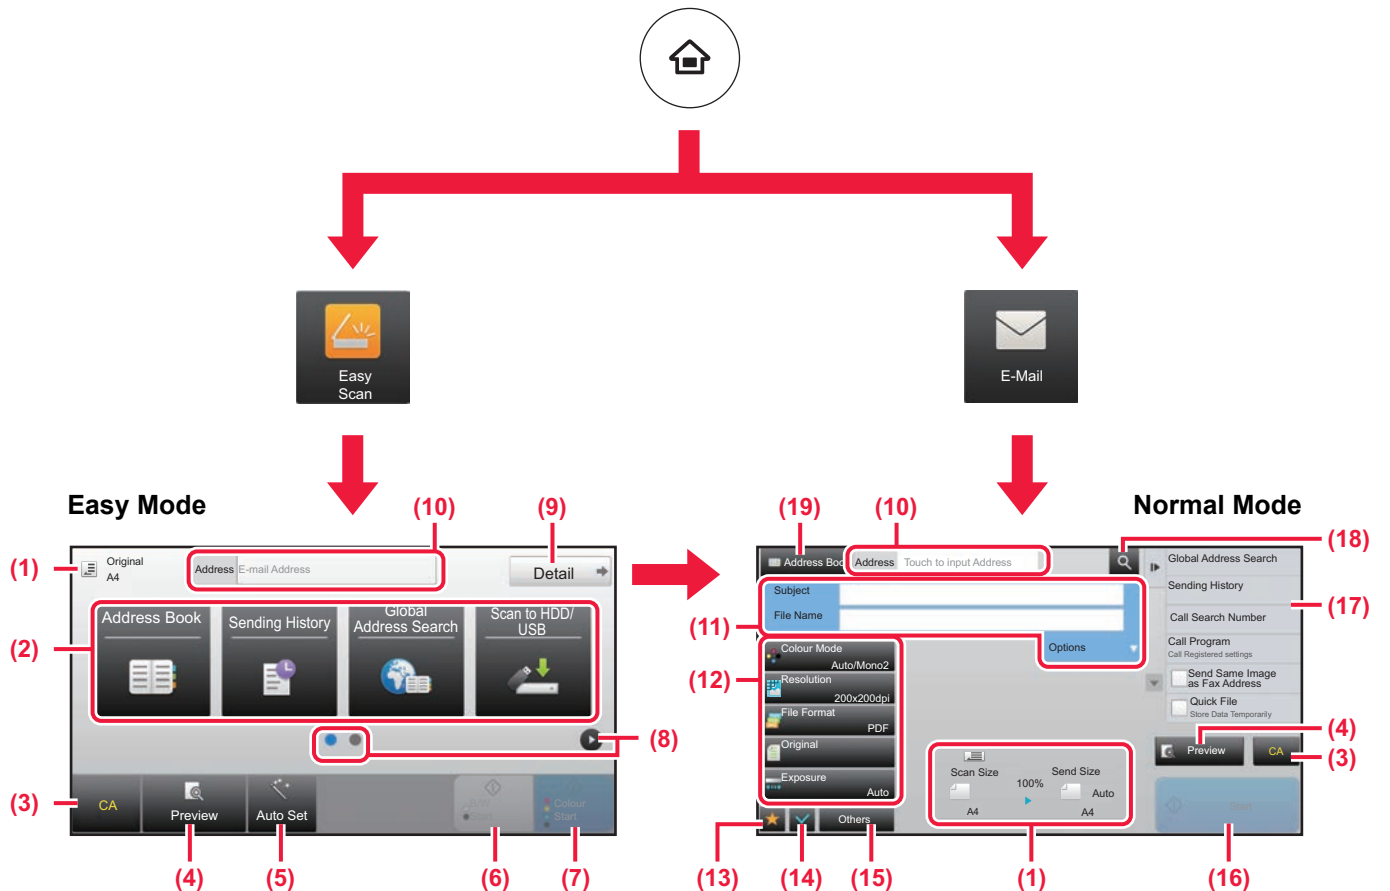 Easy
Scan
E-Mail
Easy Mode
Normal Mode
(10)
(9)
(19)
(10)
(18)
(1)
Original
A4
Address
E-mail Address
Detail
Address Book
Sending History
Global
Address Search
Scan to HDD/
USB
(2)
(8)
(3)
CA
Preview
Auto Set
Colour
Start
(4)
(5)
(6)
(7)
Address Boo
Address
Touch to input Address
Subject
File Name
Options
(11)
(12)
Colour Mode
Auto/Mono2
Resolution
200x200dpi
File Format
PDF
Original
Exposure
Auto
Others
Scan Size
A4
100%
Send Size
Auto
A4
Global Address Search
Sending History
(17)
Call Search Number
Call Program
Call Registered settings
Send Same Image
as Fax Address
Quick File
Store Data Temporarily
(4)
Preview
CA
(3)
Start
(13)
(14)
(15)
(1)
(16)